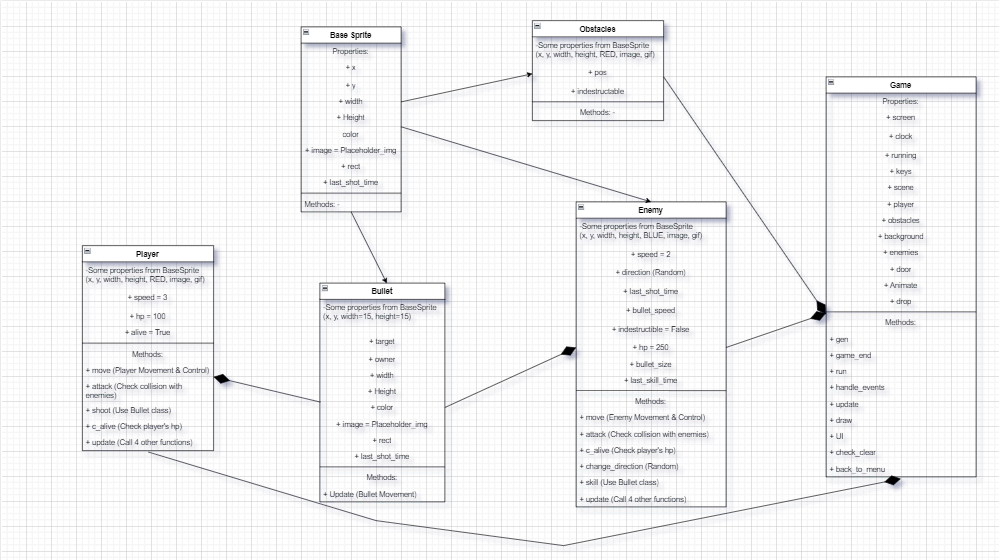 Base Sprite
Properties:
+ x
+ y
+ width
+ Height
color
+ image = Placeholder_img
+ rect
+ last_shot_time
Methods: -
Obstacles
-Some properties from BaseSprite
(x, y, width, height, RED, image, gif)
+ pos
+ indestructable
Methods: -
Game
Properties:
+ screen
+ clock
+ running
+ keys
+ scene
+ player
+ obstacles
+ background
+ enemies
+ door
+ Animate
+ drop
Methods:
+ gen
+ game_end
+ run
+ handle_events
+ update
+ draw
+ UI
+ check_clear
+ back_to_menu
Enemy
-Some properties from BaseSprite
(x, y, width, height, BLUE, image, gif)
+ speed = 2
+ direction (Random)
+ last_shot_time
+ bullet_speed
+ indestructible = False
+ hp = 250
+ bullet_size
+ last_skill_time
Methods:
+ move (Enemy Movement & Control)
+ attack (Check collision with enemies)
+ c_alive (Check player's hp)
+ change_direction (Random)
+ skill (Use Bullet class)
+ update (Call 4 other functions)
Player
-Some properties from BaseSprite
(x, y, width, height, RED, image, gif)
+ speed = 3
+ hp = 100
+ alive = True
Methods:
+ move (Player Movement & Control)
+ attack (Check collision with
enemies)
+ shoot (Use Bullet class)
+ c_alive (Check player's hp)
+ update (Call 4 other functions)
Bullet
-Some properties from BaseSprite
(x, y, width=15, height=15)
+ target
+ owner
+ width
+ Height
+ color
+ image = Placeholder_img
+ rect
+ last_shot_time
Methods:
+ Update (Bullet Movement)